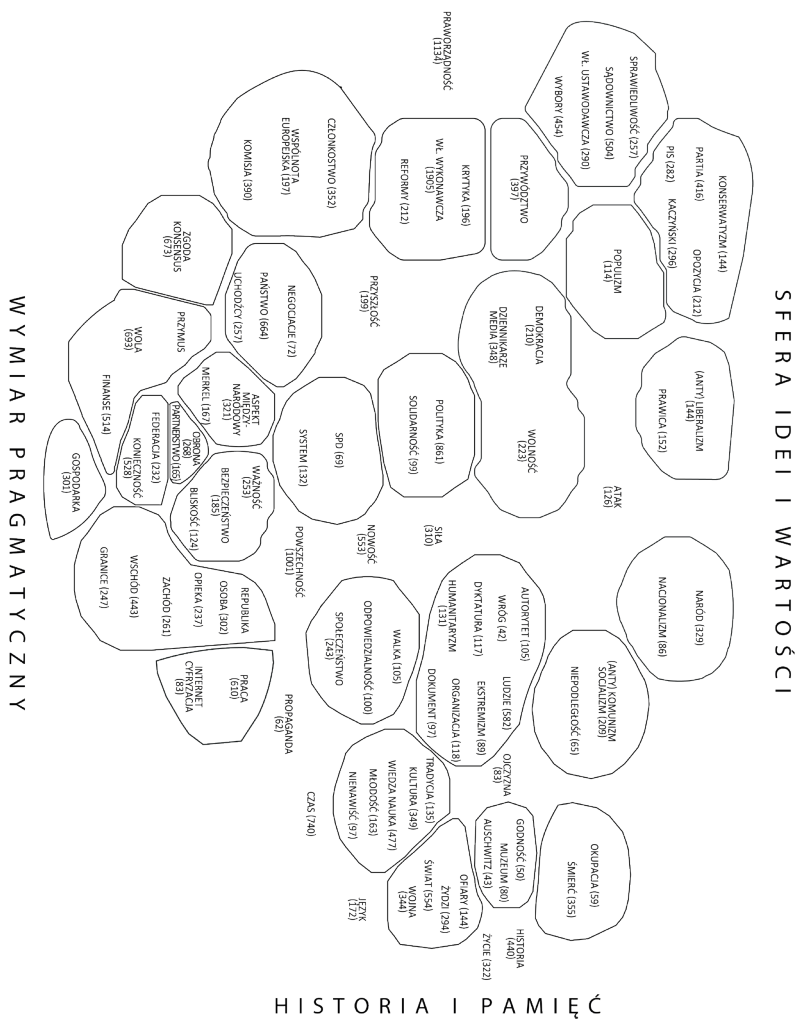 SFERA IDEI I WARTOŚCI
KONSERWATYZM (144)
PARTIA (416)
OPOZYCJA (212)
PIS (282)
KACZYŃSKI (296)
SPRAWIEDLIWOŚĆ (257)
SĄDOWNICTWO (504)
WŁ. USTAWODAWCZA (290)
WYBORY (454)
POPULIZM
(114)
(ANTY) LIBERALIZM
(144)
PRAWICA (152)
ATAK
(126)
NARÓD (329)
NACJONALIZM (86)
(ANTY) KOMUNIZM
SOCJALIZM (209)
NIEPODLEGŁOŚĆ (65)
OKUPACJA (59)
ŚMIERĆ (355)
PRAWORZĄDNOŚĆ
(1134)
PRZYWÓDZTWO
(397)
KRYTYKA (196)
WŁ. WYKONAWCZA
(1905)
REFORMY (212)
DEMOKRACJA
(210)
DZIENNIKARZE
MEDIA (348)
WOLNOŚĆ
(223)
AUTORYTET (105)
WRÓG (42)
DYKTATURA (117)
HUMANITARYZM
(131)
LUDZIE (582)
EKSTREMIZM (89)
ORGANIZACJA (118)
DOKUMENT (97)
OJCZYZNA
(83)
GODNOŚĆ (50)
MUZEUM (80)
AUSCHWITZ (43)
HISTORIA
(440)
ŻYCIE (322)
PRZYSZŁOŚĆ
(199)
POLITYKA (861)
SOLIDARNOŚĆ (99)
SIŁA
(310)
NOWOŚĆ
(553)
TRADYCJA (135)
KULTURA (349)
WIEDZA NAUKA (477)
MŁODOŚĆ (163)
NIENAWIŚĆ (97)
OFIARY (144)
ŻYDZI (294)
ŚWIAT (554)
WOJNA
(344)
JĘZYK
(172)
CZŁONKOSTWO (352)
WSPÓLNOTA
EUROPEJSKA (197)
KOMISJA (390)
NEGOCJACJE (72)
PAŃSTWO (664)
UCHODŹCY (257)
SPD (69)
SYSTEM (132)
POWSZECHNOŚĆ
(1001)
WALKA (105)
ODPOWIEDZIALNOŚĆ (100)
SPOŁECZEŃSTWO
(243)
PROPAGANDA
(62)
CZAS (740)
ZGODA
KONSENSUS
(673)
PRZYMUS
WOLA
(693)
FINANSE (514)
ASPEKT
MIĘDZY-
NARODOWY
(321)
MERKEL (167)
OBRONA
(268)
PARTNERSTWO (165)
FEDERACJA (232)
KONIECZNOŚĆ
(528)
WAŻNOŚĆ
(253)
BEZPIECZEŃSTWO
(185)
BLISKOŚĆ (124)
GOSPODARKA
(301)
REPUBLIKA
OSOBA (302)
OPIEKA (237)
ZACHÓD (261)
WSCHÓD (443)
GRANICE (247)
PRACA
(610)
INTERNET
CYFRYZACJA
(83)
WYMIAR PRAGMATYCZNY
HISTORIA I PAMIĘĆ